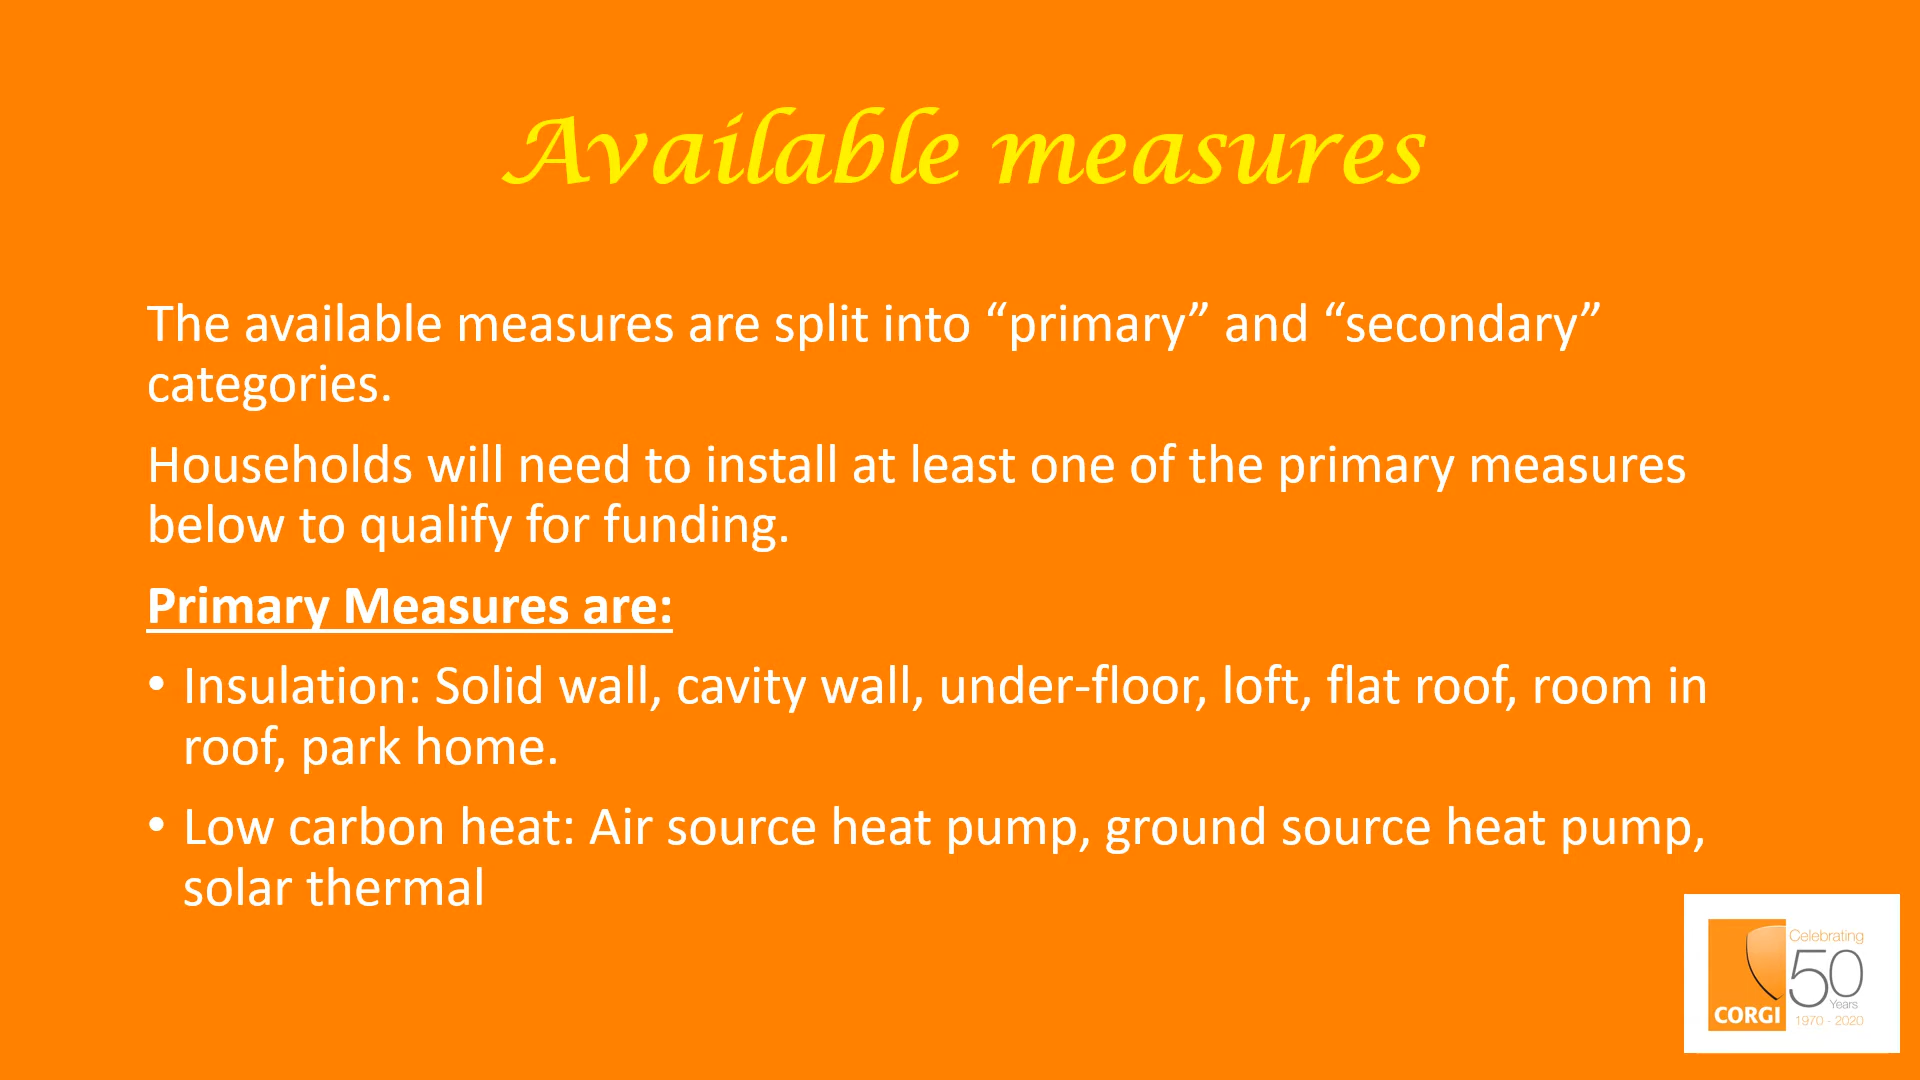 Available measures
The available measures are split into “primary” and “secondary”
categories.
Households will need to install at least one of the primary measures
below to qualify for funding.
Primary Measures are:
• Insulation: Solid wall, cavity wall, under-floor, loft, flat roof, room in
roof, park home.
• Low carbon heat: Air source heat pump, ground source heat pump,
solar thermal
Celebrating
50
Years
CORGI
1970 - 2020